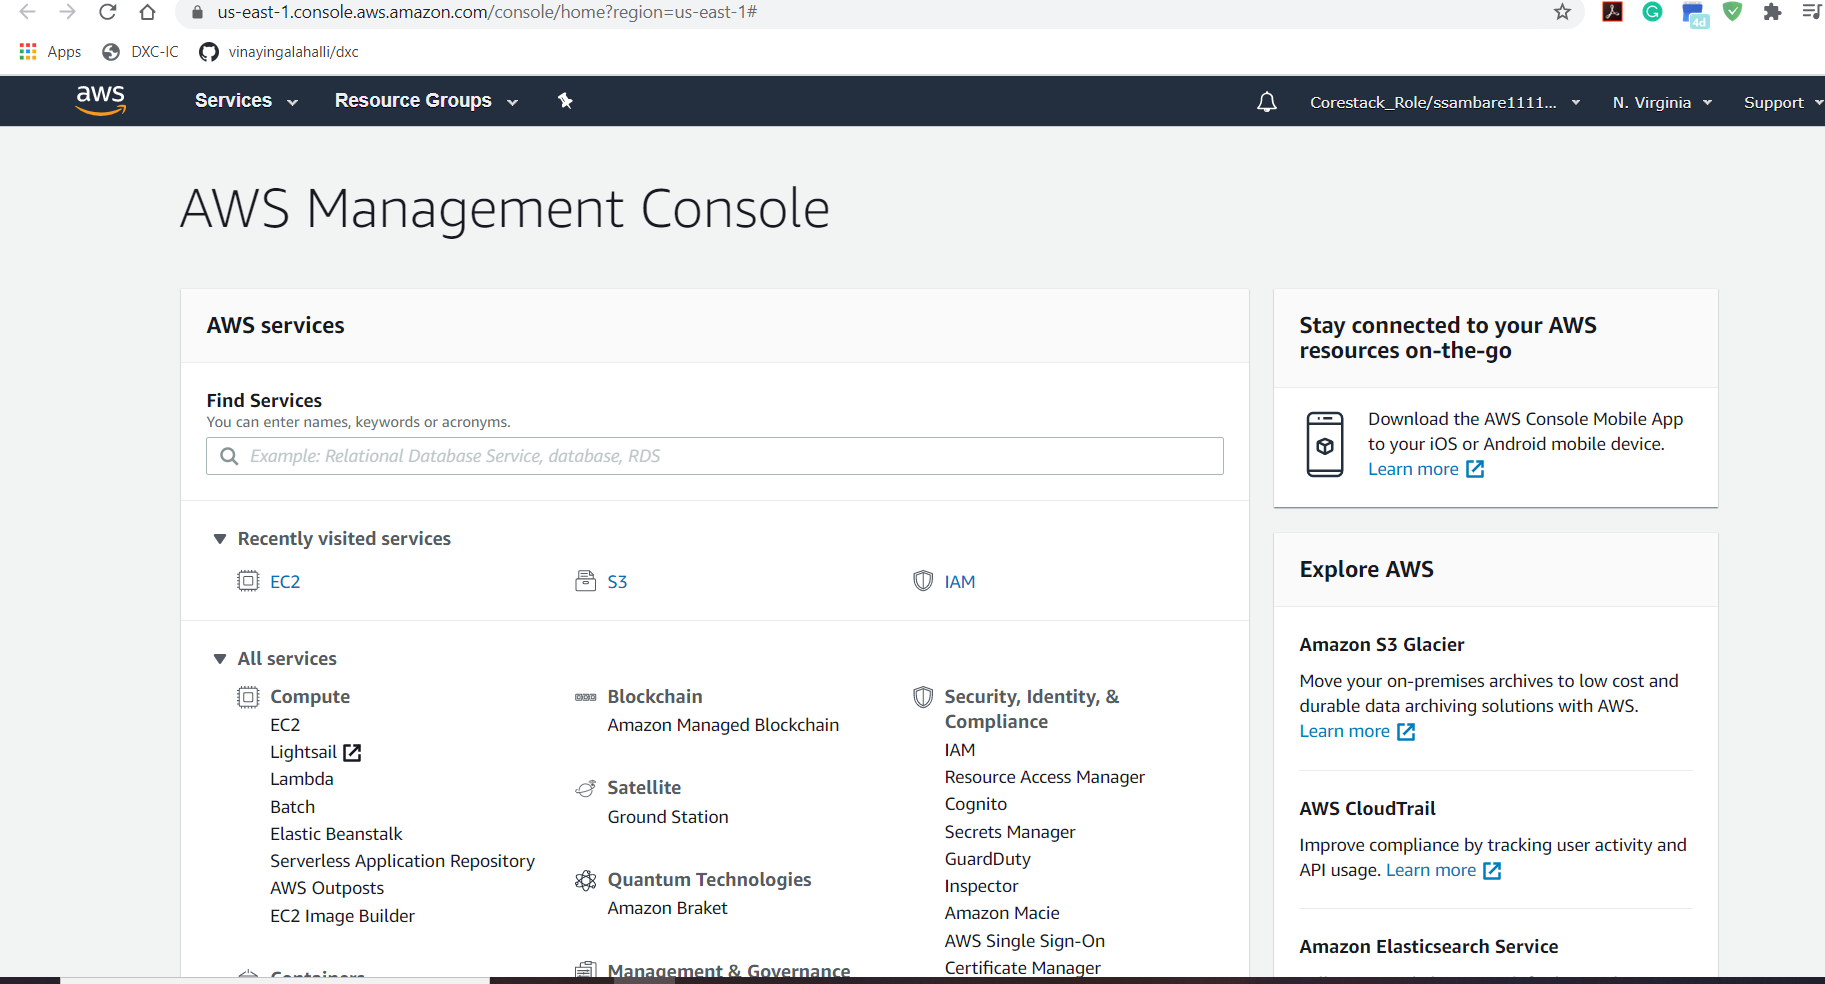 us-east-1.console.aws.amazon.com/console/home?region=us-east-1#
4d
Apps DXC-IC vinayingalahalli/dxc
aws Services Resource Groups Corestack_Role/ssambare1111... N. Virginia Support
AWS Management Console
AWS services
Find Services
You can enter names, keywords or acronyms.
Example: Relational Database Service, database, RDS
Recently visited services
EC2 S3 IAM
All services
Compute
EC2
Lightsail
Lambda
Batch
Elastic Beanstalk
Serverless Application Repository
AWS Outposts
EC2 Image Builder
Containers
Blockchain
Amazon Managed Blockchain
Satellite
Ground Station
Quantum Technologies
Amazon Braket
Management & Governance
Security, Identity, &
Compliance
IAM
Resource Access Manager
Cognito
Secrets Manager
GuardDuty
Inspector
Amazon Macie
AWS Single Sign-On
Certificate Manager
Stay connected to your AWS
resources on-the-go
Download the AWS Console Mobile App
to your iOS or Android mobile device.
Learn more
Explore AWS
Amazon S3 Glacier
Move your on-premises archives to low cost and
durable data archiving solutions with AWS.
Learn more
AWS CloudTrail
Improve compliance by tracking user activity and
API usage. Learn more
Amazon Elasticsearch Service